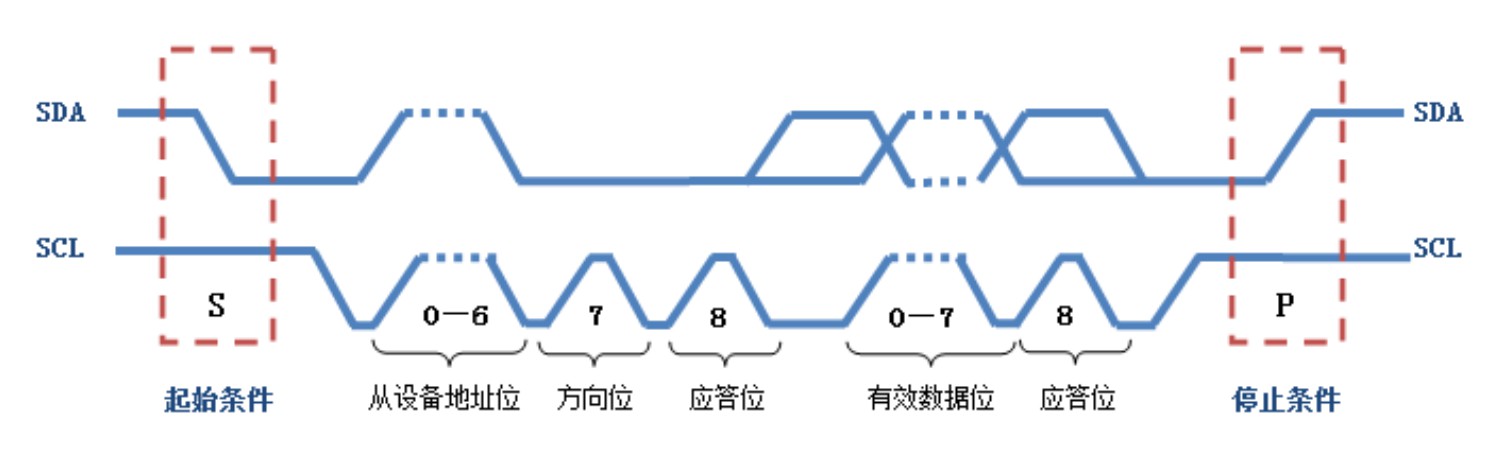 SDA
SDA
SCL
SCL
S
0—6
7
8
0—7
8
P
起始条件
从设备地址位
方向位
应答位
有效数据位
应答位
停止条件